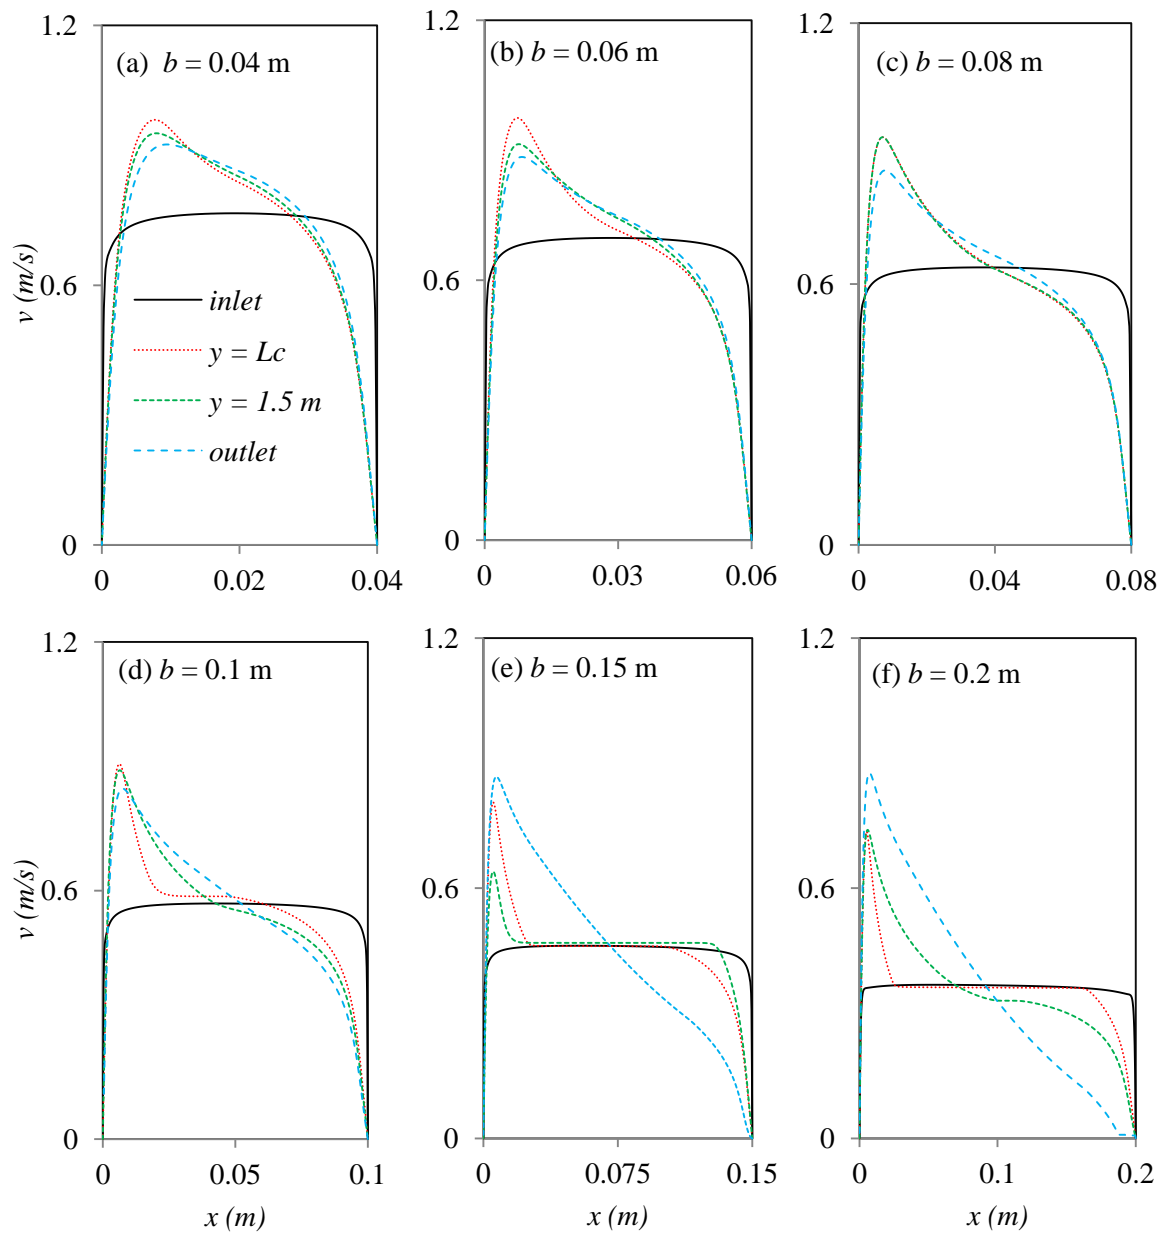 1.2
(a) b = 0.04 m
v (m/s)
0.6
inlet
y = Lc
y = 1.5 m
outlet
0
0
0.02
0.04
1.2
(b) b = 0.06 m
0.6
0
0
0.03
0.06
1.2
(c) b = 0.08 m
0.6
0
0
0.04
0.08
1.2
(d) b = 0.1 m
v (m/s)
0.6
0
0
0.05
0.1
x (m)
1.2
(e) b = 0.15 m
0.6
0
0
0.075
0.15
x (m)
1.2
(f) b = 0.2 m
0.6
0
0
0.1
0.2
x (m)